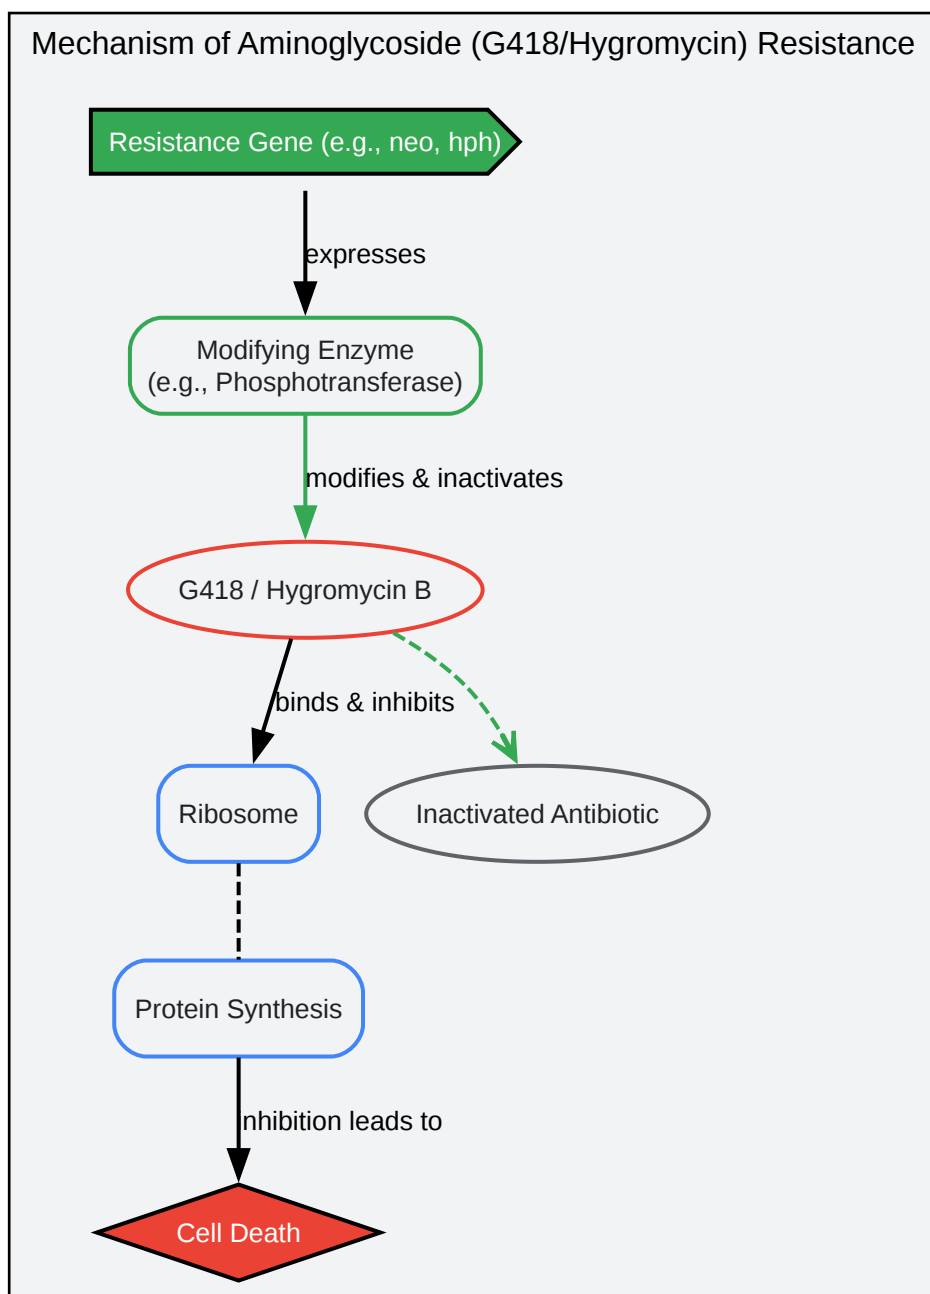 Mechanism of Aminoglycoside (G418/Hygromycin) Resistance
Resistance Gene (e.g., neo, hph)
expresses
Modifying Enzyme
(e.g., Phosphotransferase)
modifies & inactivates
G418 / Hygromycin B
binds & inhibits
Ribosome
Inactivated Antibiotic
Protein Synthesis
inhibition leads to
Cell Death